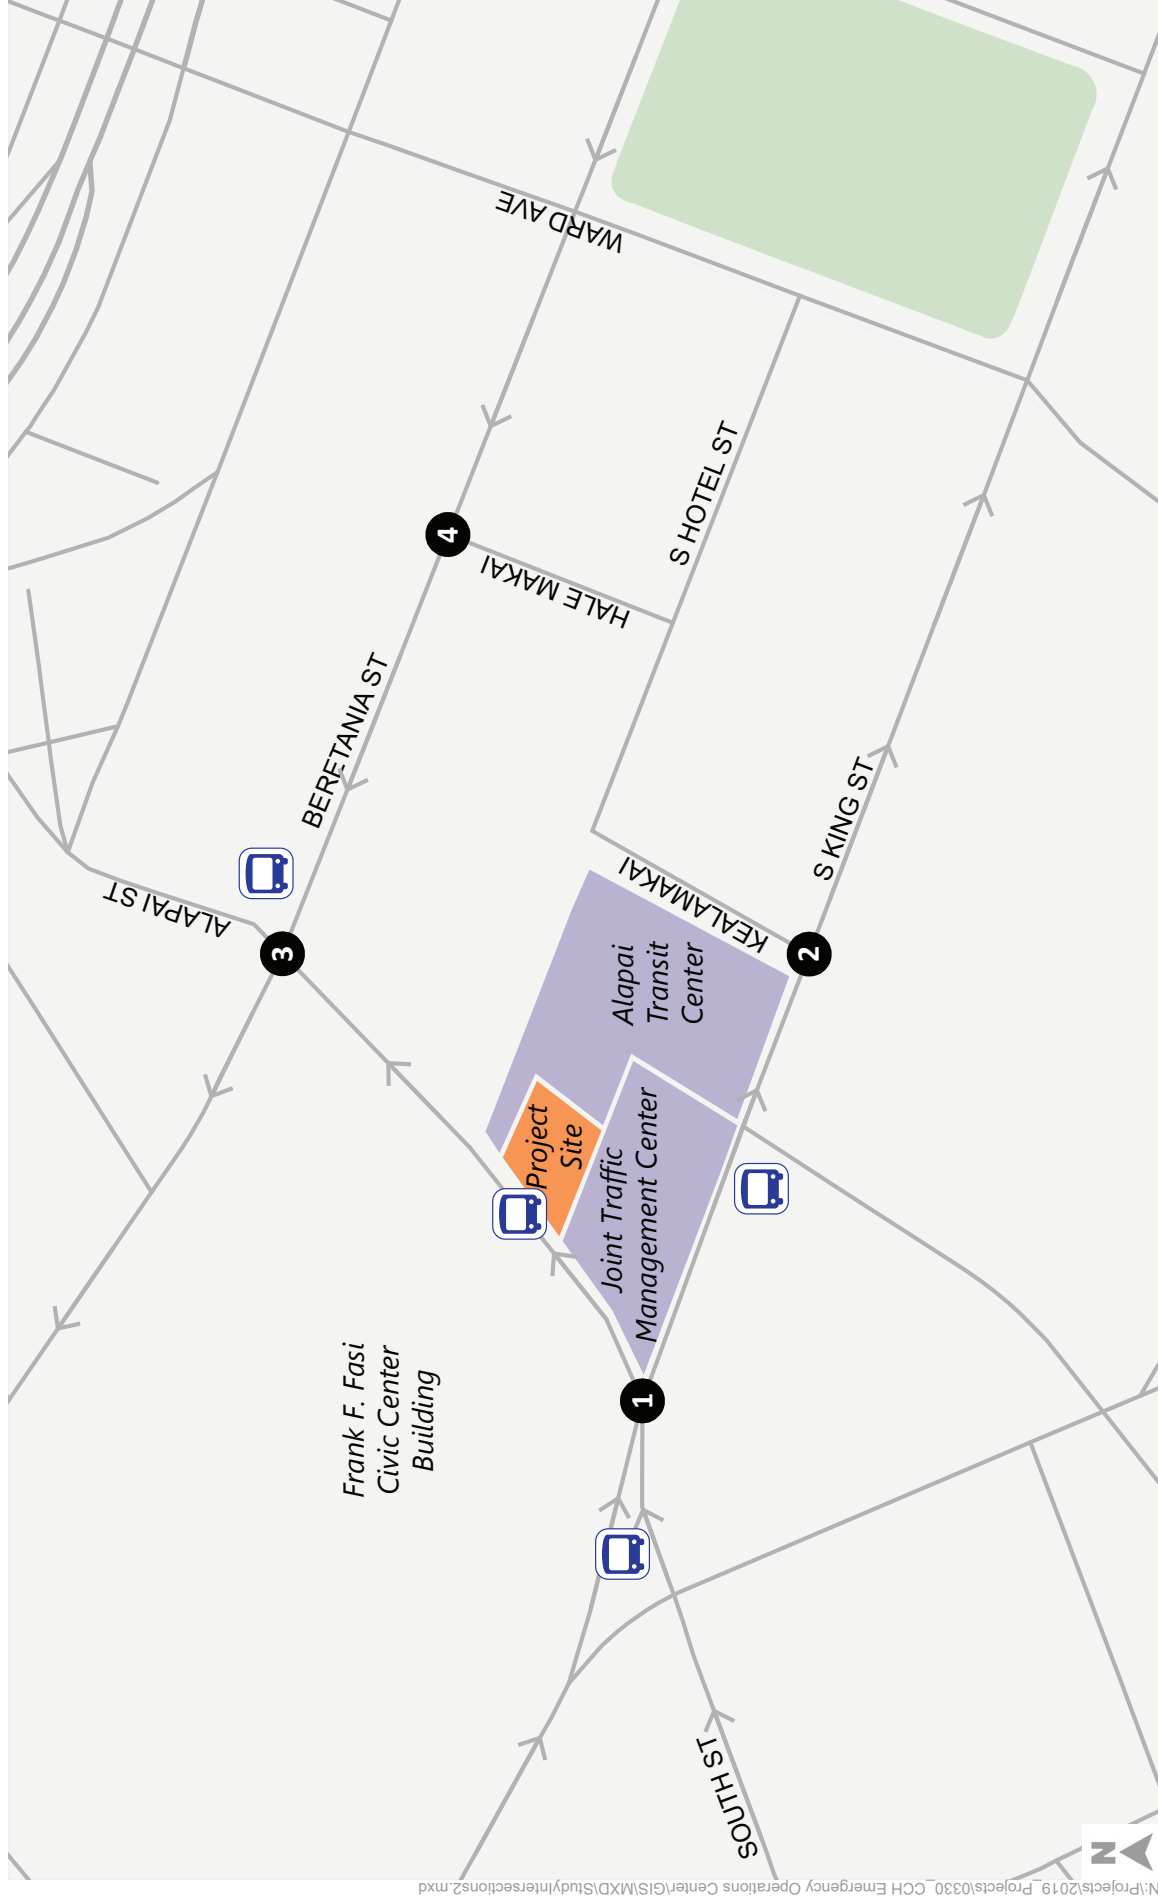 WARD AVE
S HOTEL ST
HALE MAKAI
4
BERETANIA ST
ALAPAI ST
3
S KING ST
KEALAMAKAI
2
Alapai
Transit
Center
Project
Site
Joint Traffic
Management Center
1
Frank F. Fasi
Civic Center
Building
SOUTH ST
N
N:\Projects\2019_Projects\0330_CCH Emergency Operations Center\GIS\MXD\StudyIntersections2.mxd